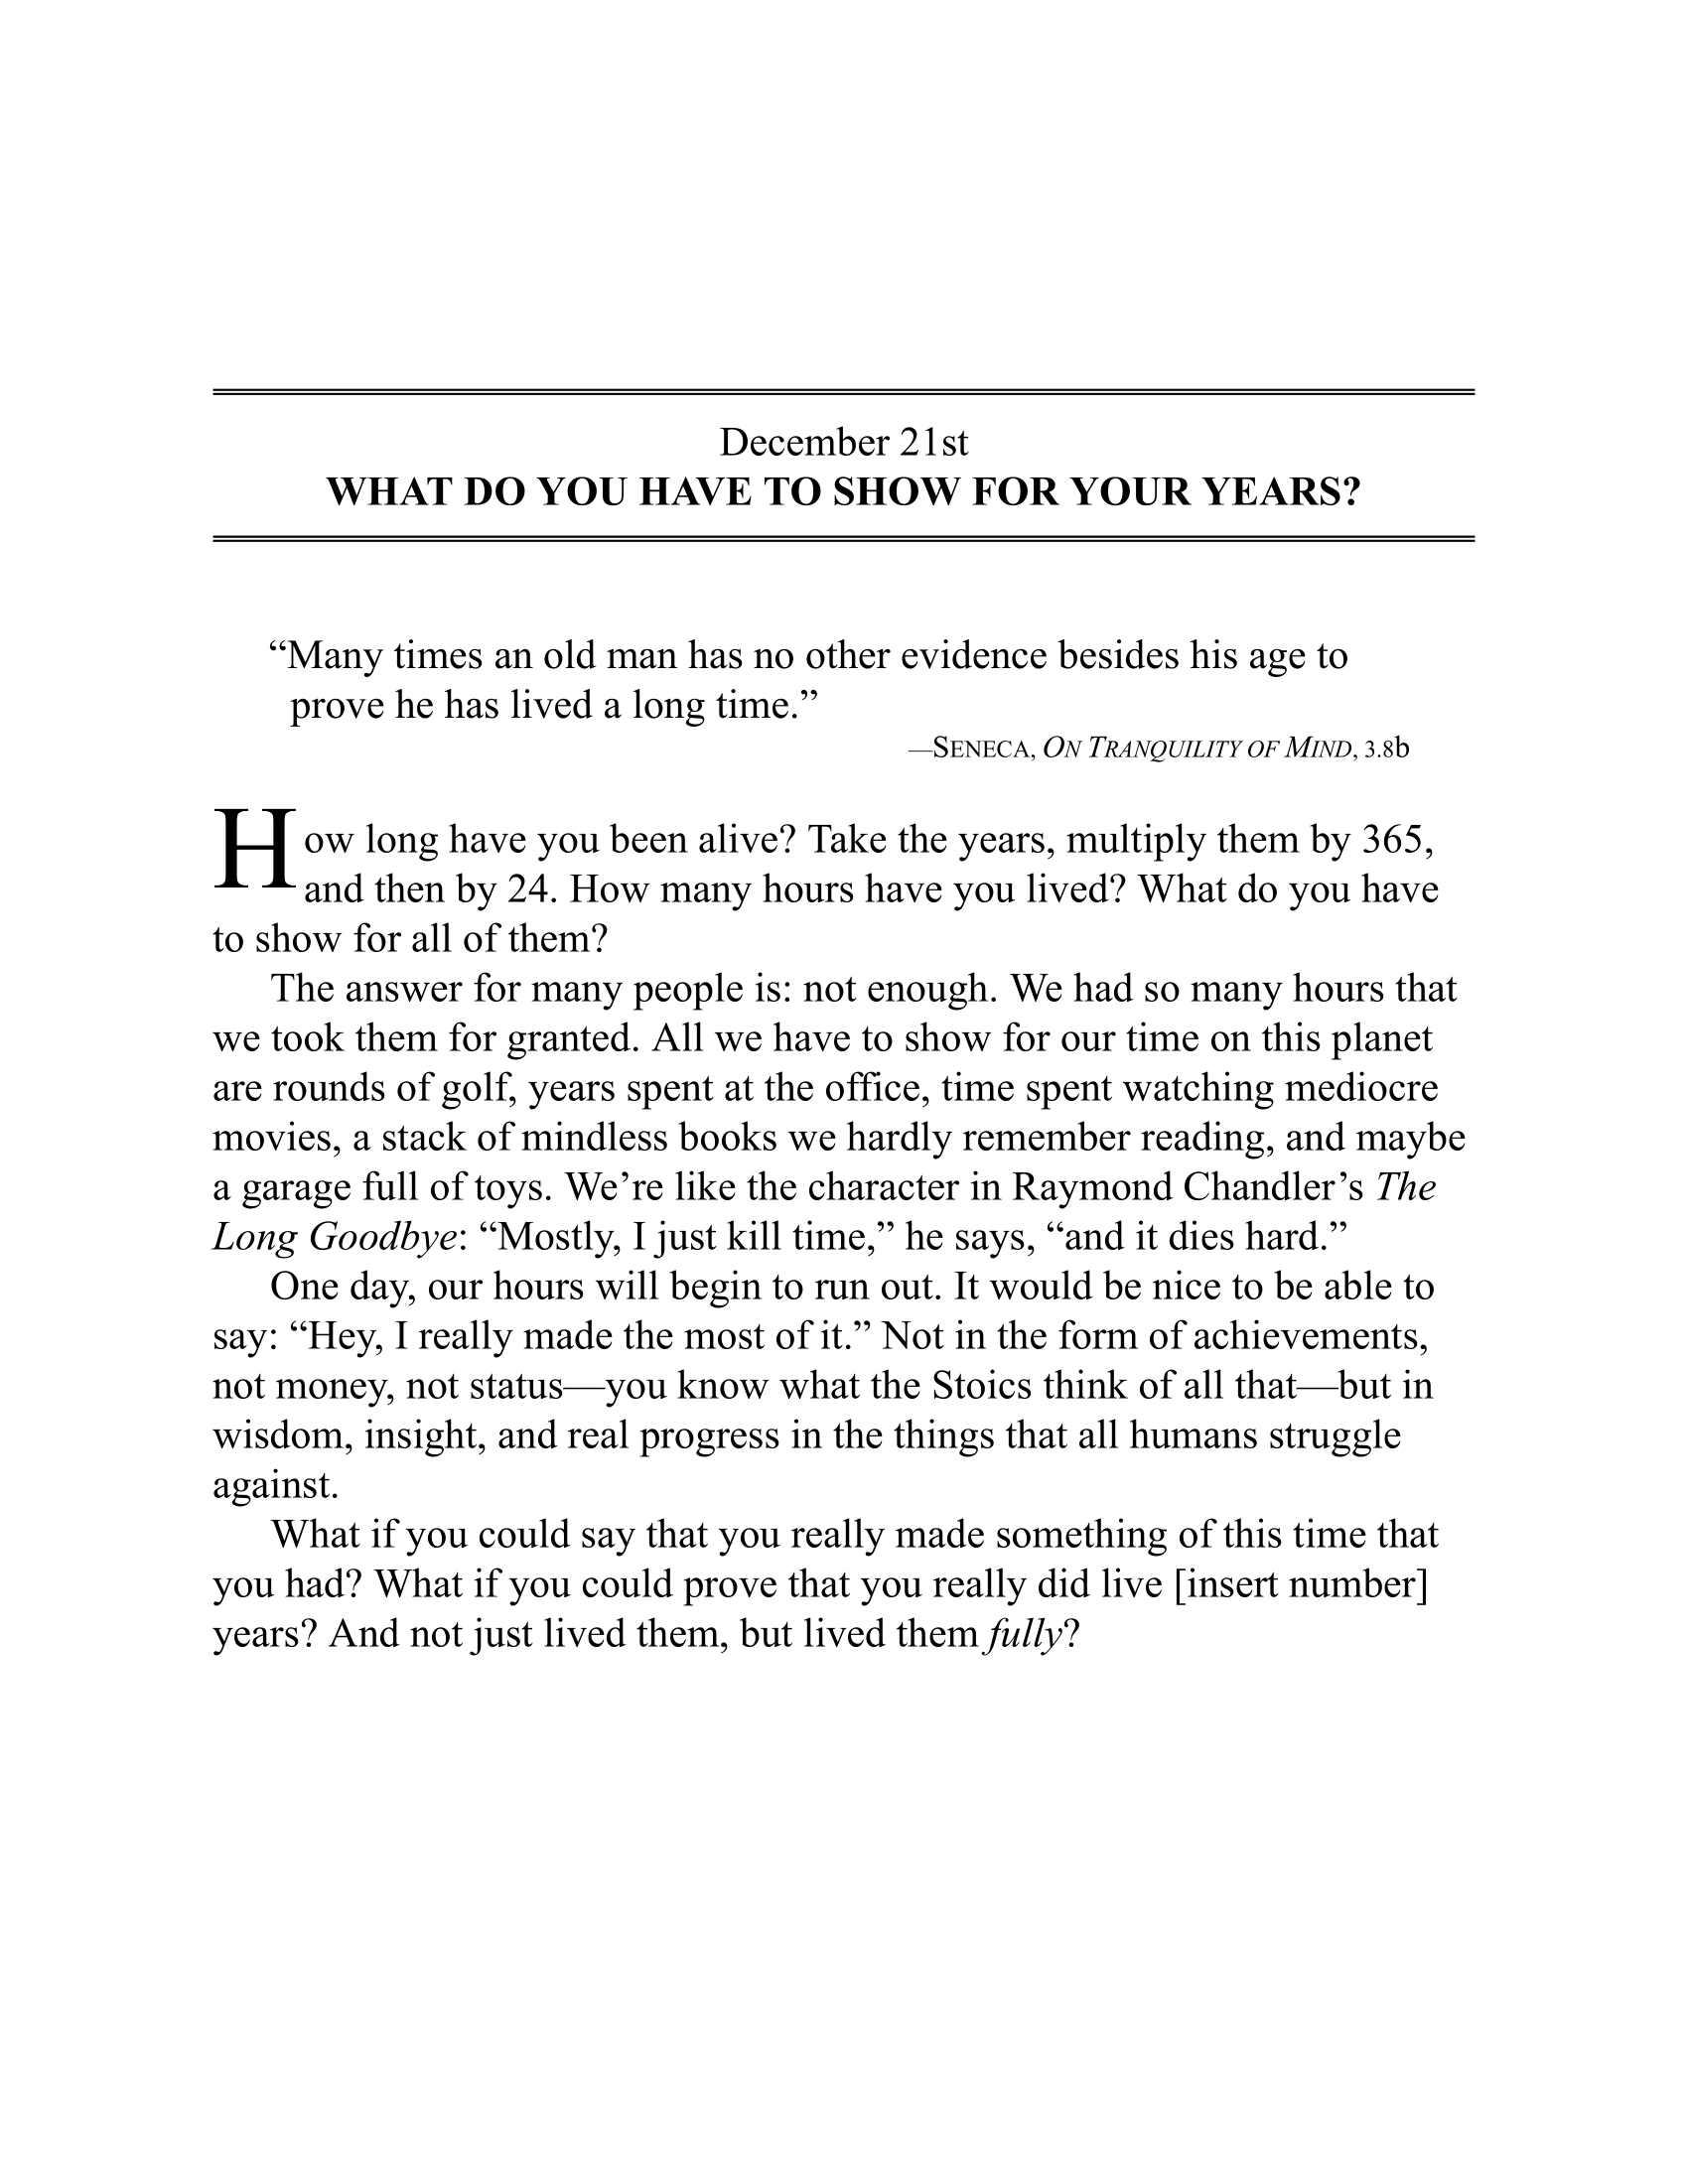 December 21st
WHAT DO YOU HAVE TO SHOW FOR YOUR YEARS?
“Many times an old man has no other evidence besides his age to
prove he has lived a long time.”
—SENECA, ON TRANQUILITY OF MIND, 3.8b
How long have you been alive? Take the years, multiply them by 365,
and then by 24. How many hours have you lived? What do you have
to show for all of them?
The answer for many people is: not enough. We had so many hours that
we took them for granted. All we have to show for our time on this planet
are rounds of golf, years spent at the office, time spent watching mediocre
movies, a stack of mindless books we hardly remember reading, and maybe
a garage full of toys. We’re like the character in Raymond Chandler’s The
Long Goodbye: “Mostly, I just kill time,” he says, “and it dies hard.”
One day, our hours will begin to run out. It would be nice to be able to
say: “Hey, I really made the most of it.” Not in the form of achievements,
not money, not status—you know what the Stoics think of all that—but in
wisdom, insight, and real progress in the things that all humans struggle
against.
What if you could say that you really made something of this time that
you had? What if you could prove that you really did live [insert number]
years? And not just lived them, but lived them fully?